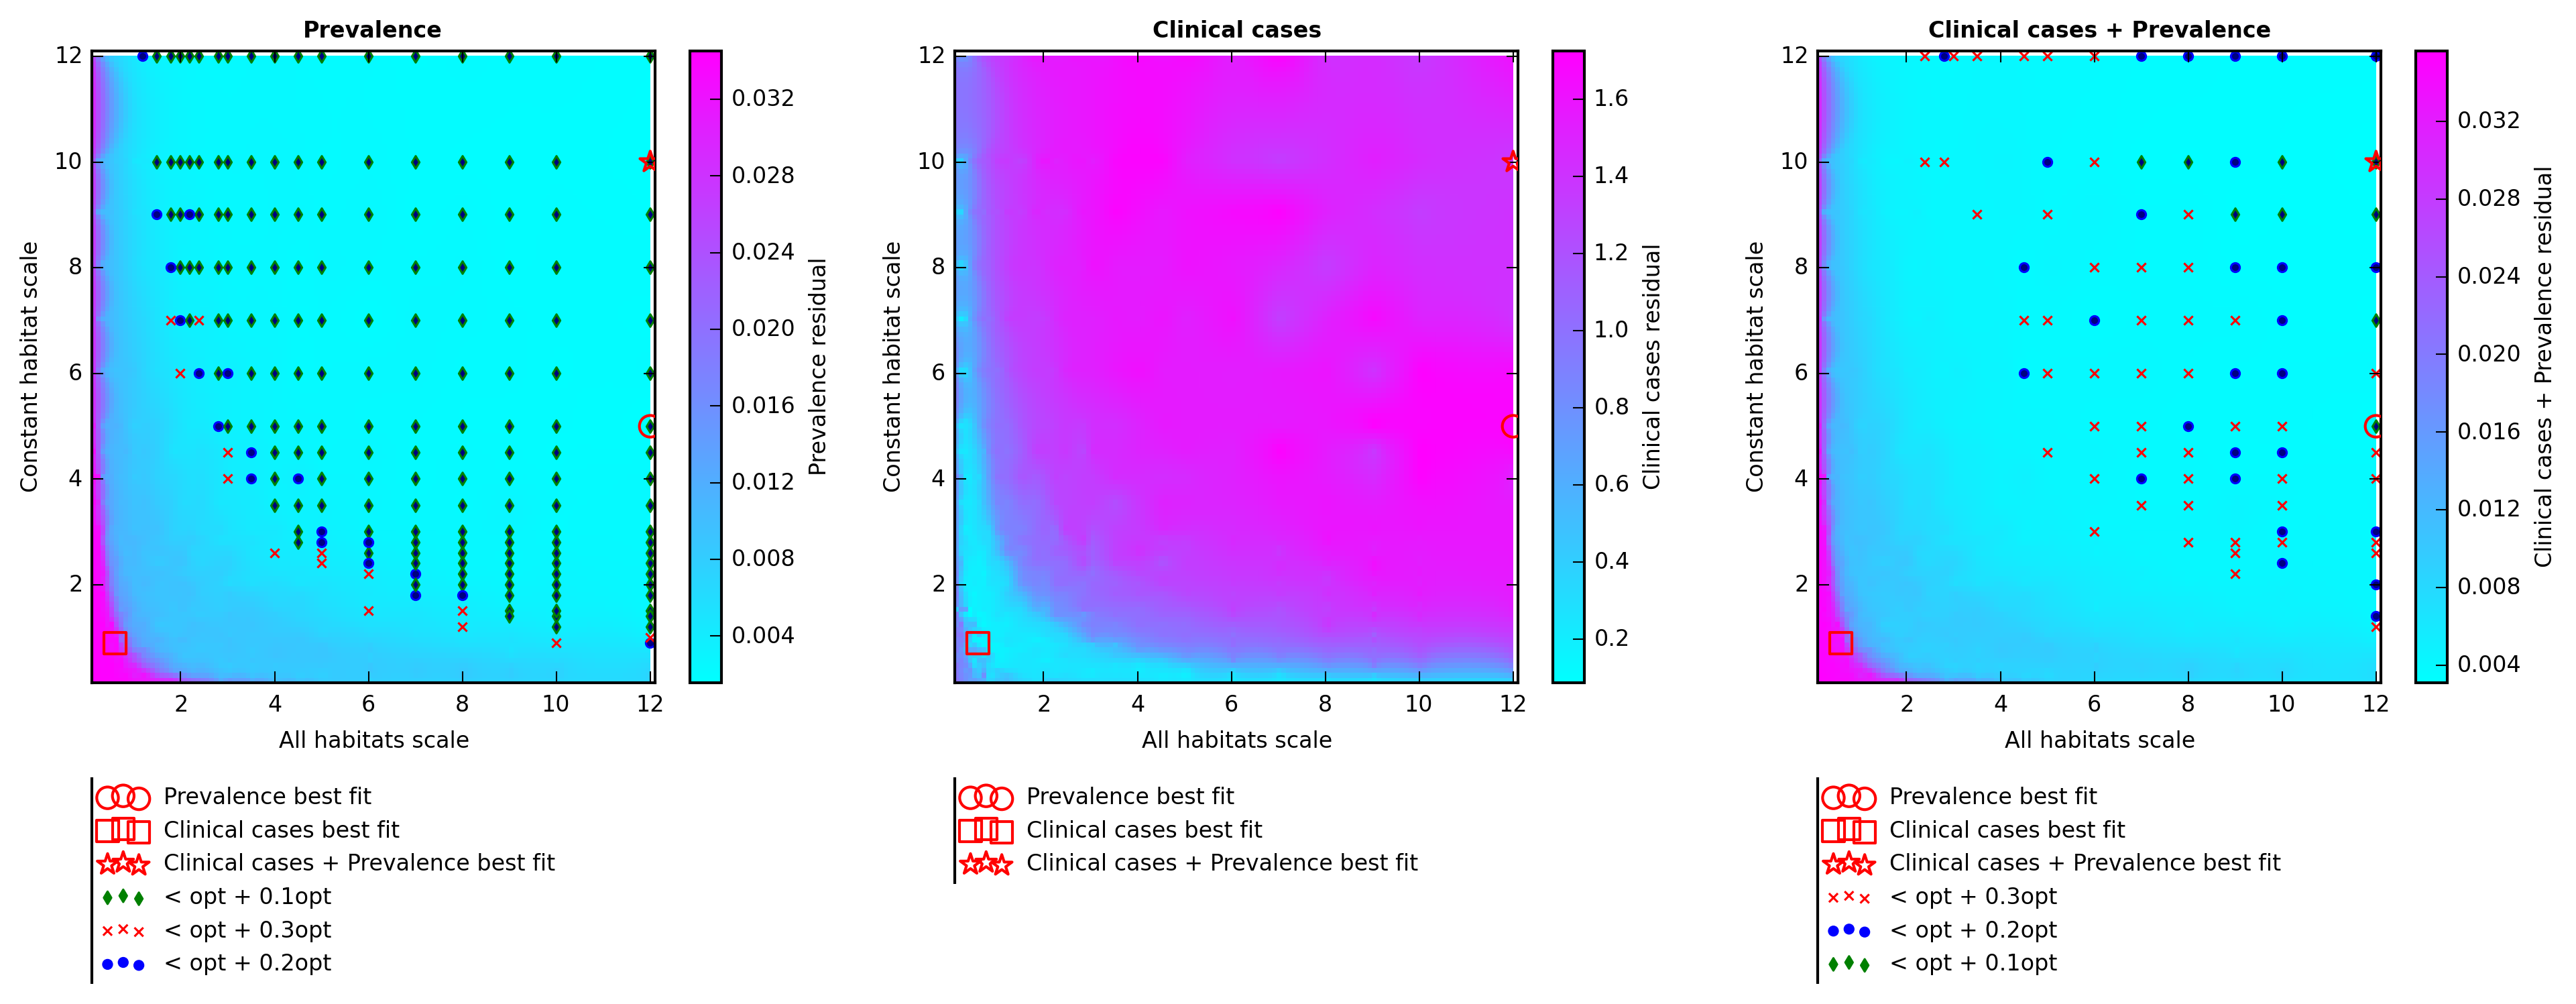 Prevalence
12
10
8
6
4
2
Constant habitat scale
2 4 6 8 10 12
All habitats scale
0.032
0.028
0.024
0.020
0.016
0.012
0.008
0.004
Prevalence residual
Prevalence best fit
Clinical cases best fit
Clinical cases + Prevalence best fit
< opt + 0.1opt
< opt + 0.3opt
< opt + 0.2opt
Clinical cases
12
10
8
6
4
2
Constant habitat scale
2 4 6 8 10 12
All habitats scale
1.6
1.4
1.2
1.0
0.8
0.6
0.4
0.2
Clinical cases residual
Prevalence best fit
Clinical cases best fit
Clinical cases + Prevalence best fit
Clinical cases + Prevalence
12
10
8
6
4
2
Constant habitat scale
2 4 6 8 10 12
All habitats scale
0.032
0.028
0.024
0.020
0.016
0.012
0.008
0.004
Clinical cases + Prevalence residual
Prevalence best fit
Clinical cases best fit
Clinical cases + Prevalence best fit
< opt + 0.3opt
< opt + 0.2opt
< opt + 0.1opt